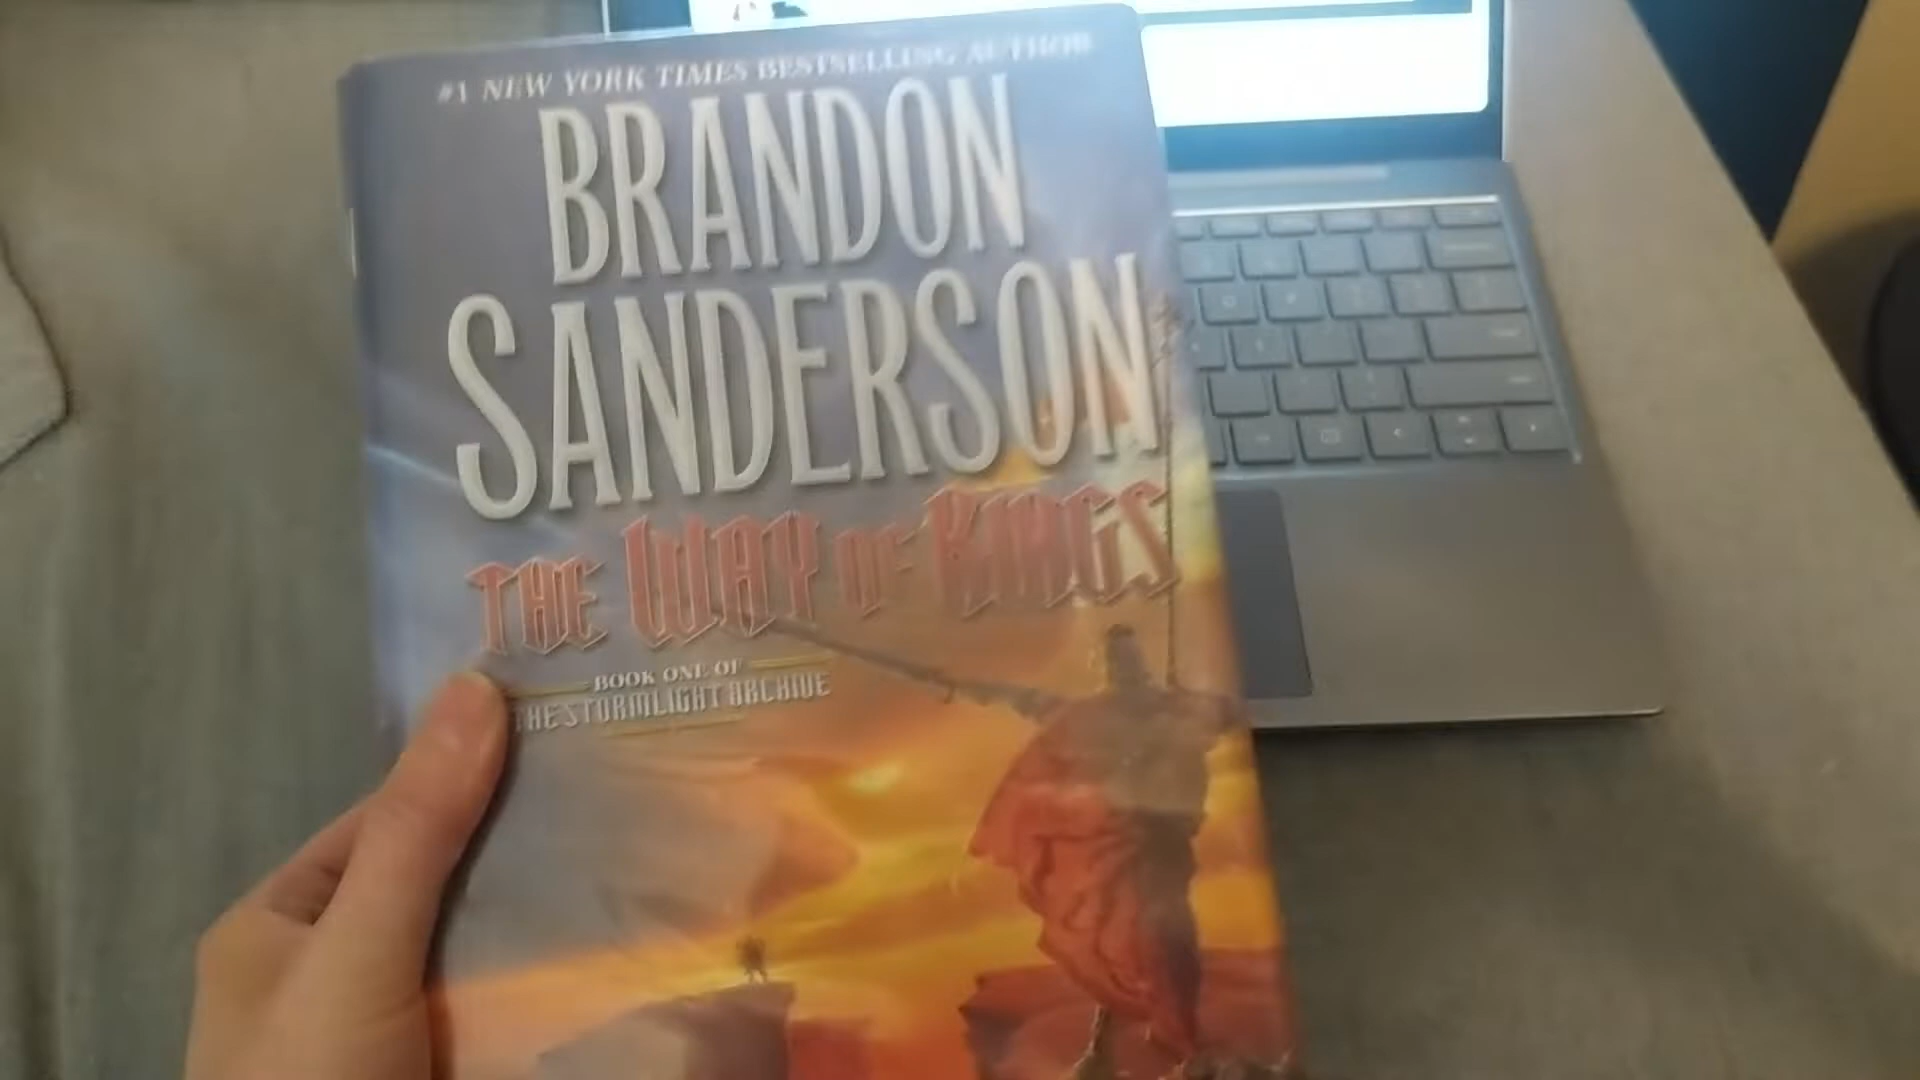 #1 NEW YORK TIMES BESTSELLING AUTHOR
BRANDON
SANDERSON
THE WAY OF KINGS
BOOK ONE OF
THE STORMLIGHT ARCHIVE